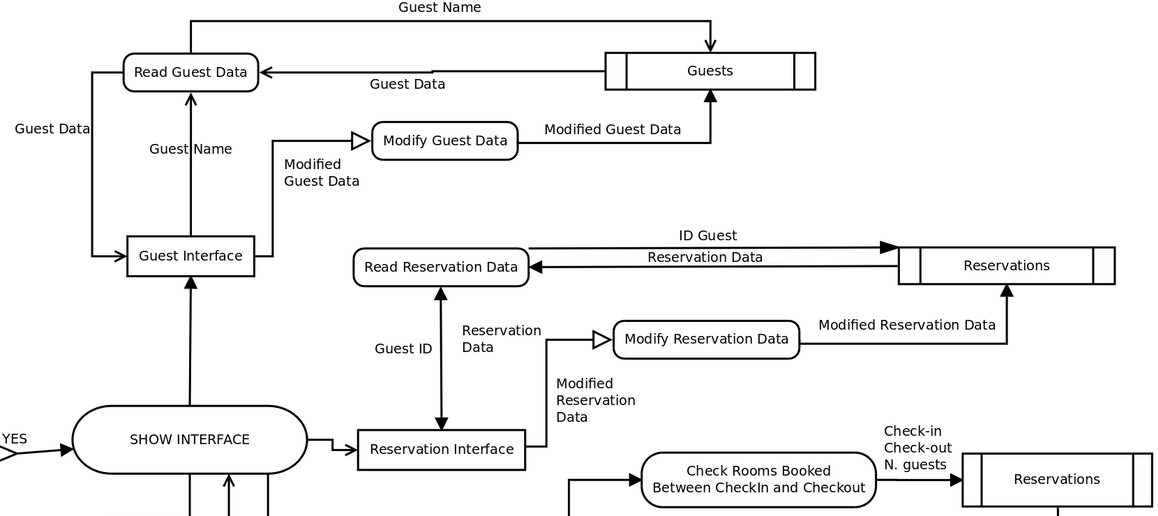 Guest Name
Read Guest Data
Guests
Guest Data
Guest Data
Guest Name
Modify Guest Data
Modified Guest Data
Modified
Guest Data
Guest Interface
ID Guest
Reservation Data
Read Reservation Data
Reservations
Guest ID
Reservation
Data
Modify Reservation Data
Modified Reservation Data
Modified
Reservation
Data
YES
SHOW INTERFACE
Reservation Interface
Check-in
Check-out
N. guests
Check Rooms Booked
Between CheckIn and Checkout
Reservations